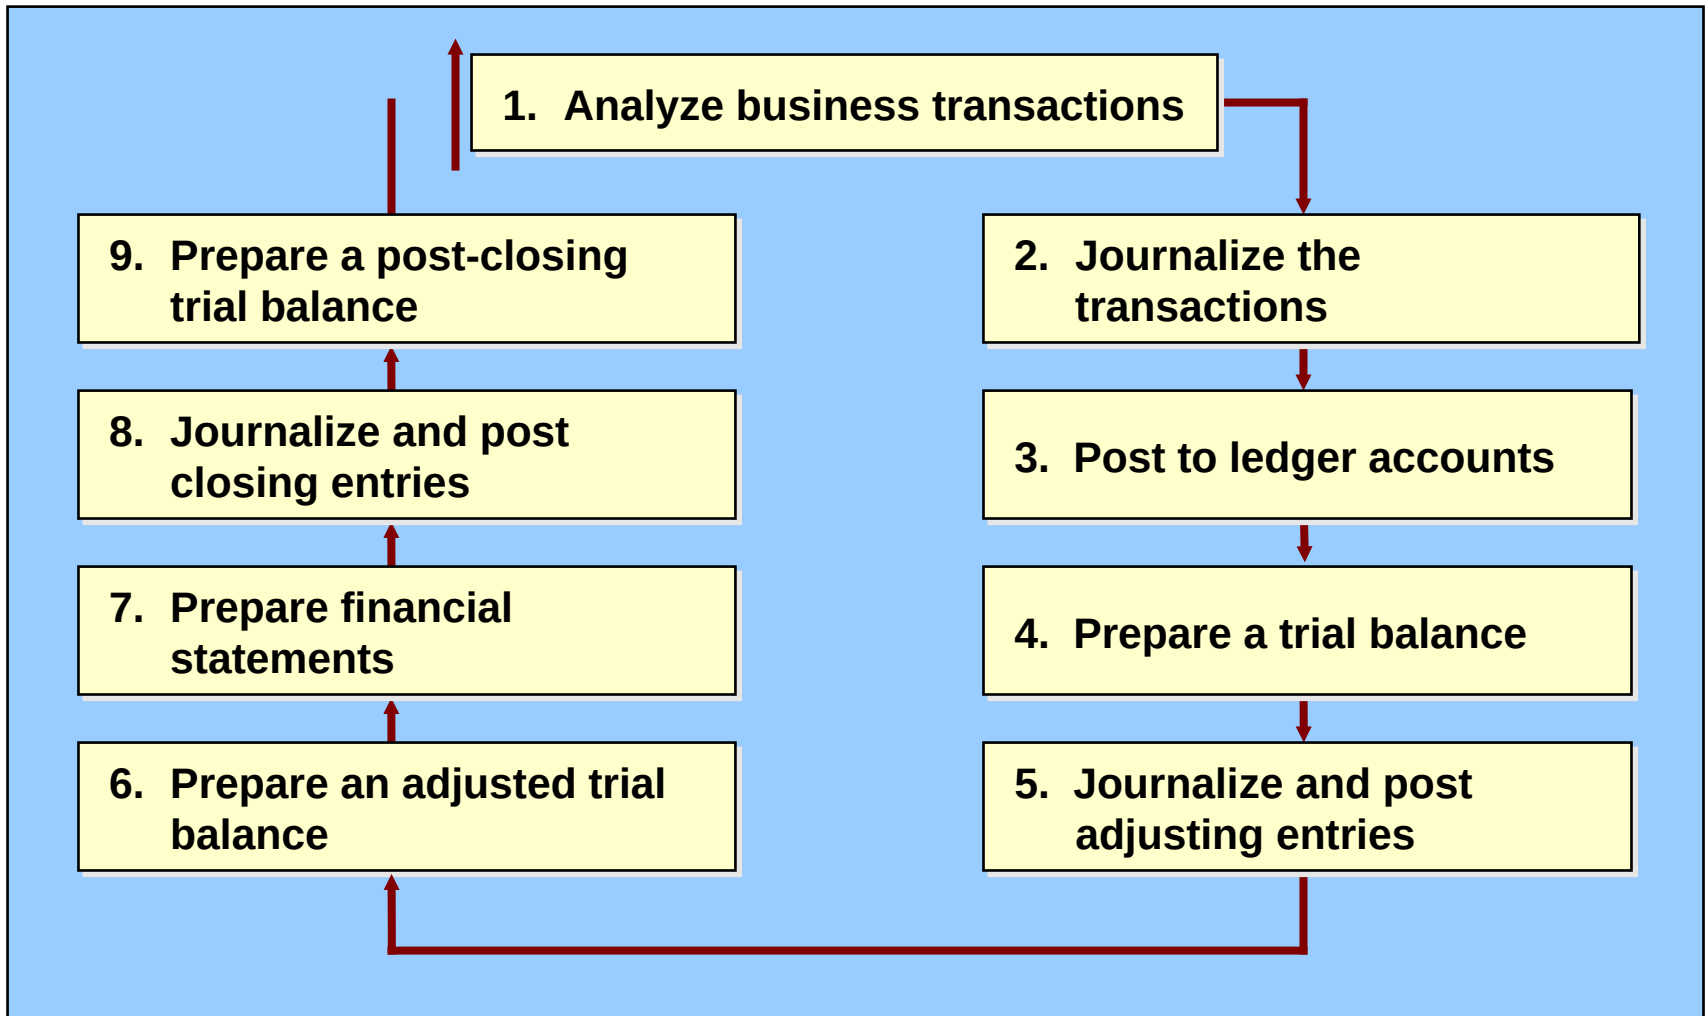 1. Analyze business transactions
2. Journalize the
transactions
3. Post to ledger accounts
4. Prepare a trial balance
5. Journalize and post
adjusting entries
6. Prepare an adjusted trial
balance
7. Prepare financial
statements
8. Journalize and post
closing entries
9. Prepare a post-closing
trial balance